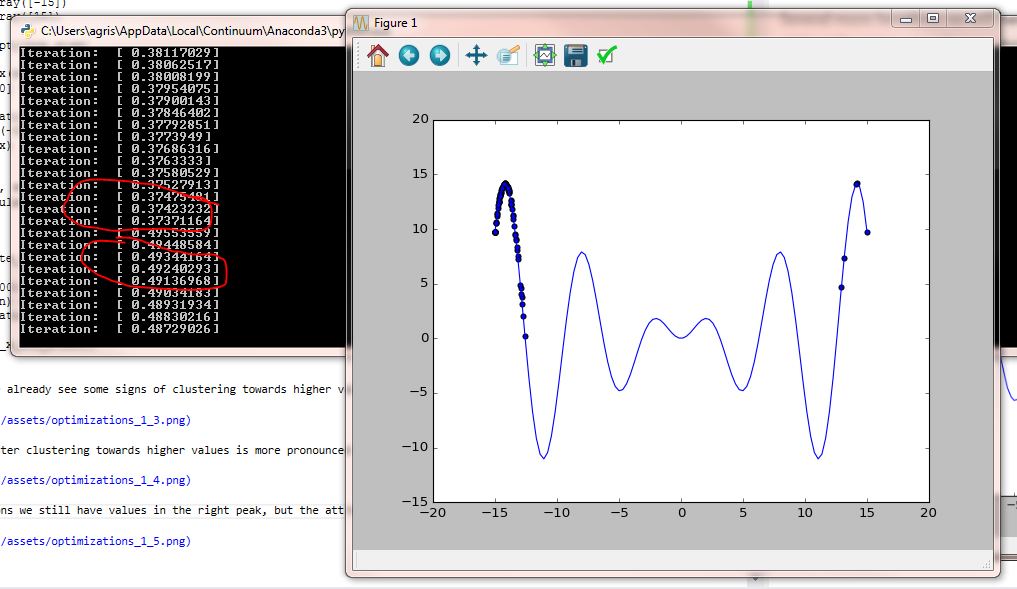 ray([-15])
C:\Users\agris\AppData\Local\Continuum\Anaconda3\py
Iteration: [ 0.38117029]
Iteration: [ 0.38062517]
Iteration: [ 0.38008199]
Iteration: [ 0.37954075]
Iteration: [ 0.37900143]
Iteration: [ 0.37846402]
Iteration: [ 0.37792851]
Iteration: [ 0.3773949]
Iteration: [ 0.37686316]
Iteration: [ 0.3763333]
Iteration: [ 0.37580529]
Iteration: [ 0.37527913]
Iteration: [ 0.37475481]
Iteration: [ 0.37423232]
Iteration: [ 0.37371164]
Iteration: [ 0.49553559]
Iteration: [ 0.49448584]
Iteration: [ 0.49344164]
Iteration: [ 0.49240293]
Iteration: [ 0.49136968]
Iteration: [ 0.49034183]
Iteration: [ 0.48931934]
Iteration: [ 0.48830216]
Iteration: [ 0.48729026]
already see some signs of clustering towards higher v
/assets/optimizations_1_3.png)
ter clustering towards higher values is more pronounce
/assets/optimizations_1_4.png)
ns we still have values in the right peak, but the att
/assets/optimizations_1_5.png)
Figure 1
20
15
10
5
0
−5
−10
−15
−20 −15 −10 −5 0 5 10 15 20